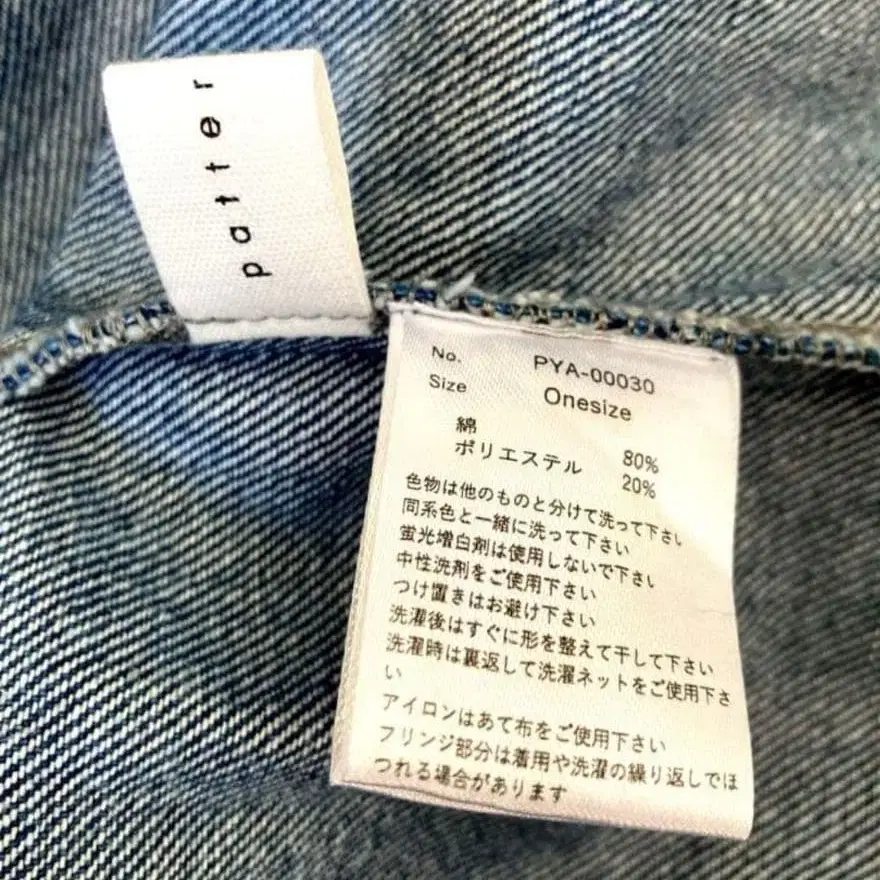 patter
No. PYA-00030
Size Onesize
綿 80%
ポリエステル 20%
色物は他のものと分けて洗って下さい
同系色と一緒に洗って下さい
蛍光増白剤は使用しないで下さい
中性洗剤をご使用下さい
つけ置きはお避け下さい
洗濯後はすぐに形を整えて干して下さい
洗濯時は裏返して洗濯ネットをご使用下さ
い
アイロンはあて布をご使用下さい
フリンジ部分は着用や洗濯の繰り返しでほ
つれる場合があります